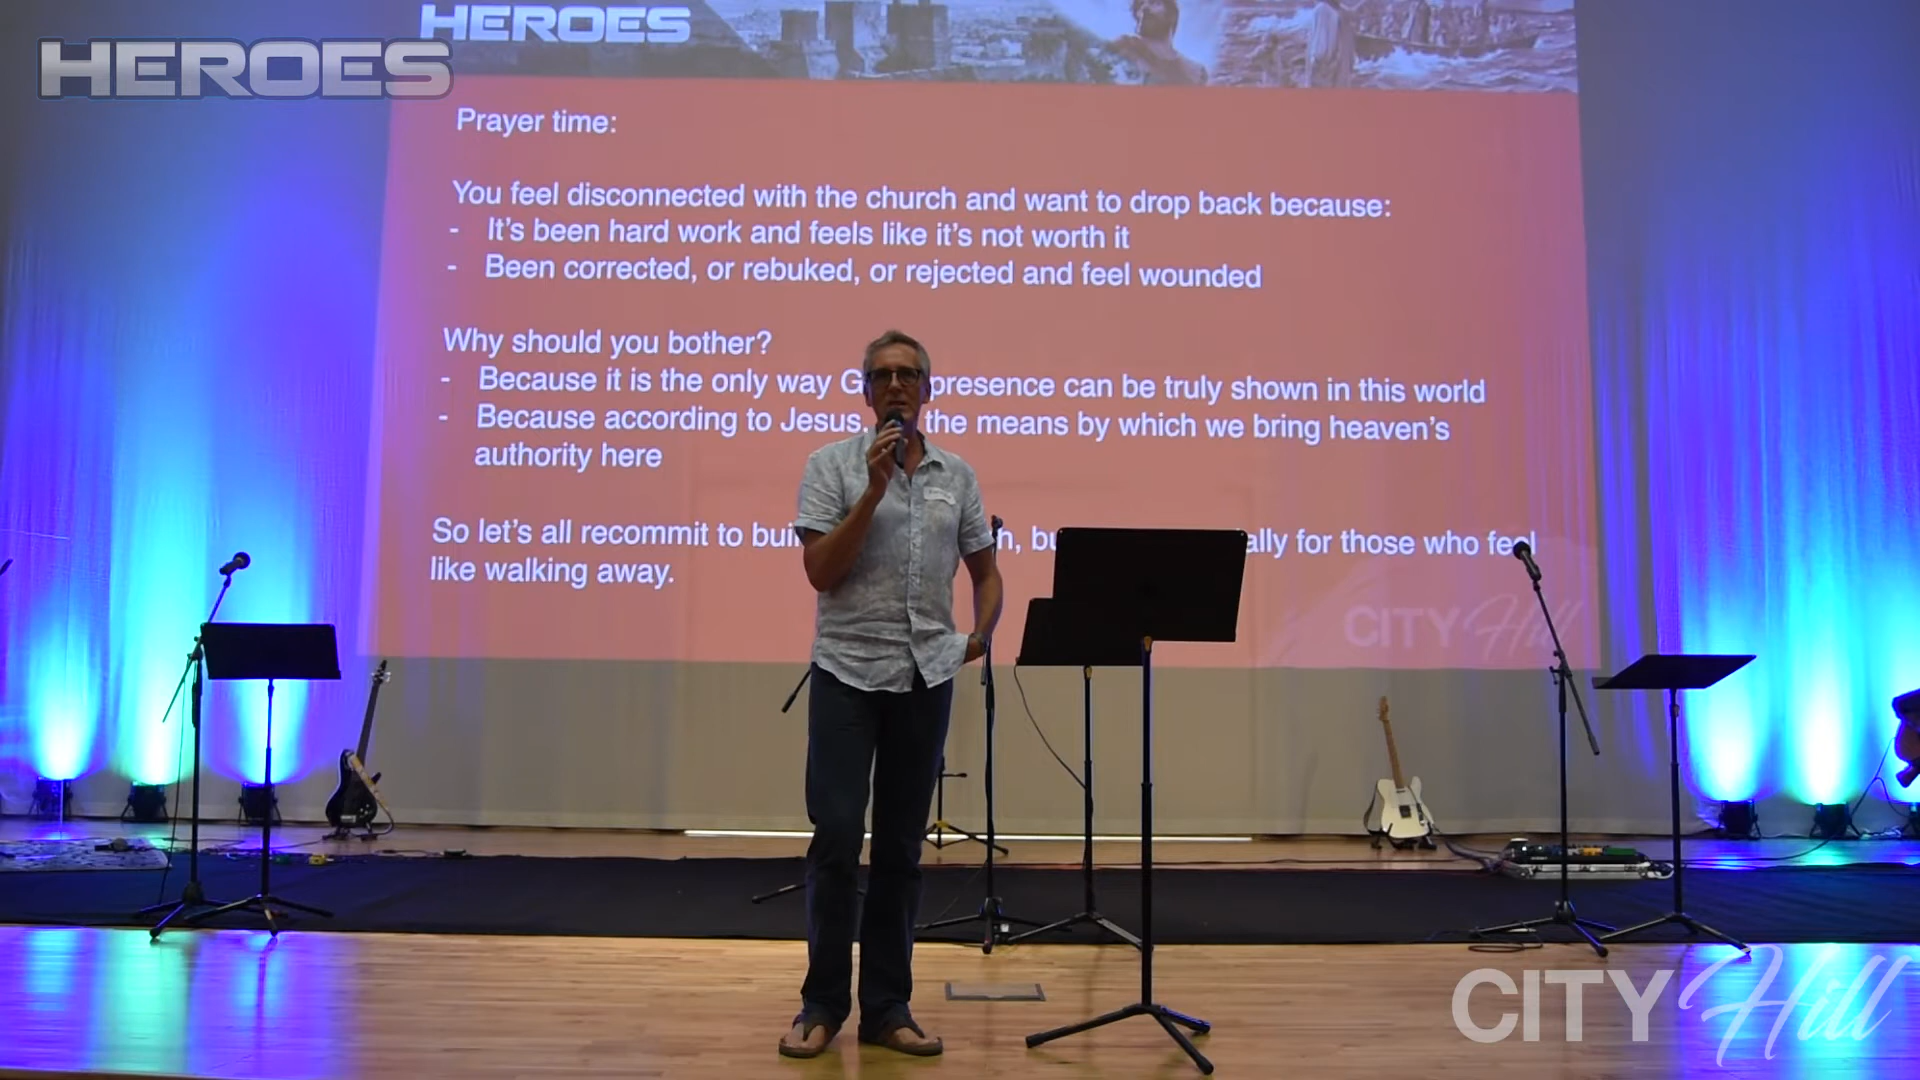 HEROES
HEROES
Prayer time:
You feel disconnected with the church and want to drop back because:
- It's been hard work and feels like it's not worth it
- Been corrected, or rebuked, or rejected and feel wounded
Why should you bother?
- Because it is the only way presence can be truly shown in this world
- Because according to Jesus, the means by which we bring heaven's
authority here
So let's all recommit to for those who feel
like walking away.
CITY Hill
CITY Hill